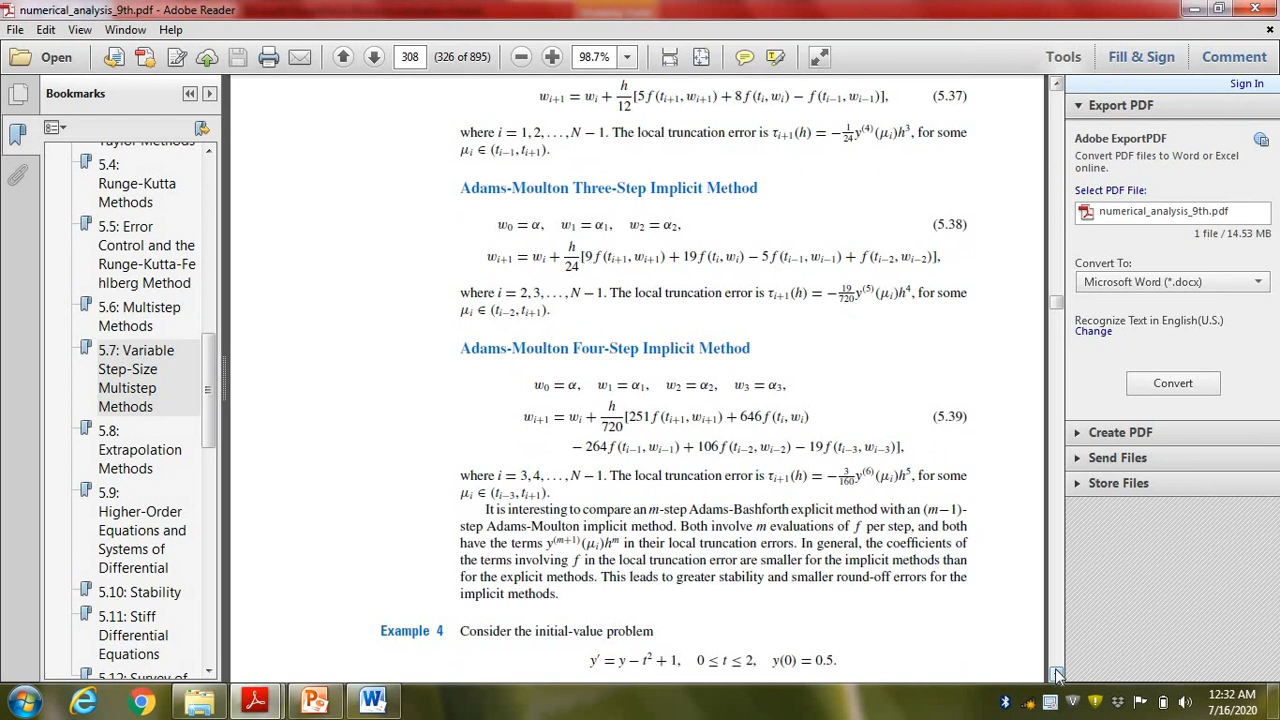 numerical_analysis_9th.pdf - Adobe Reader
File Edit View Window Help
Open 308 (326 of 895) 98.7% Tools Fill & Sign Comment
Bookmarks
5.4:
Runge-Kutta
Methods
5.5: Error
Control and the
Runge-Kutta-Fe
hlberg Method
5.6: Multistep
Methods
5.7: Variable
Step-Size
Multistep
Methods
5.8:
Extrapolation
Methods
5.9:
Higher-Order
Equations and
Systems of
Differential
5.10: Stability
5.11: Stiff
Differential
Equations
5.12: Survey of
w_{i+1} = w_i + h/12 [5f(t_{i+1}, w_{i+1}) + 8f(t_i, w_i) − f(t_{i−1}, w_{i−1})], (5.37)
where i = 1, 2, . . . , N − 1. The local truncation error is τ_{i+1}(h) = −1/24 y^{(4)}(μ_i)h^3, for some
μ_i ∈ (t_{i−1}, t_{i+1}).
Adams-Moulton Three-Step Implicit Method
w_0 = α, w_1 = α_1, w_2 = α_2, (5.38)
w_{i+1} = w_i + h/24 [9f(t_{i+1}, w_{i+1}) + 19f(t_i, w_i) − 5f(t_{i−1}, w_{i−1}) + f(t_{i−2}, w_{i−2})],
where i = 2, 3, . . . , N − 1. The local truncation error is τ_{i+1}(h) = −19/720 y^{(5)}(μ_i)h^4, for some
μ_i ∈ (t_{i−2}, t_{i+1}).
Adams-Moulton Four-Step Implicit Method
w_0 = α, w_1 = α_1, w_2 = α_2, w_3 = α_3,
w_{i+1} = w_i + h/720 [251f(t_{i+1}, w_{i+1}) + 646f(t_i, w_i) (5.39)
− 264f(t_{i−1}, w_{i−1}) + 106f(t_{i−2}, w_{i−2}) − 19f(t_{i−3}, w_{i−3})],
where i = 3, 4, . . . , N − 1. The local truncation error is τ_{i+1}(h) = −3/160 y^{(6)}(μ_i)h^5, for some
μ_i ∈ (t_{i−3}, t_{i+1}).
It is interesting to compare an m-step Adams-Bashforth explicit method with an (m−1)-
step Adams-Moulton implicit method. Both involve m evaluations of f per step, and both
have the terms y^{(m+1)}(μ_i)h^m in their local truncation errors. In general, the coefficients of
the terms involving f in the local truncation error are smaller for the implicit methods than
for the explicit methods. This leads to greater stability and smaller round-off errors for the
implicit methods.
Example 4 Consider the initial-value problem
y′ = y − t^2 + 1, 0 ≤ t ≤ 2, y(0) = 0.5.
Sign In
Export PDF
Adobe ExportPDF
Convert PDF files to Word or Excel
online.
Select PDF File:
numerical_analysis_9th.pdf
1 file / 14.53 MB
Convert To:
Microsoft Word (*.docx)
Recognize Text in English(U.S.)
Change
Convert
Create PDF
Send Files
Store Files
12:32 AM
7/16/2020